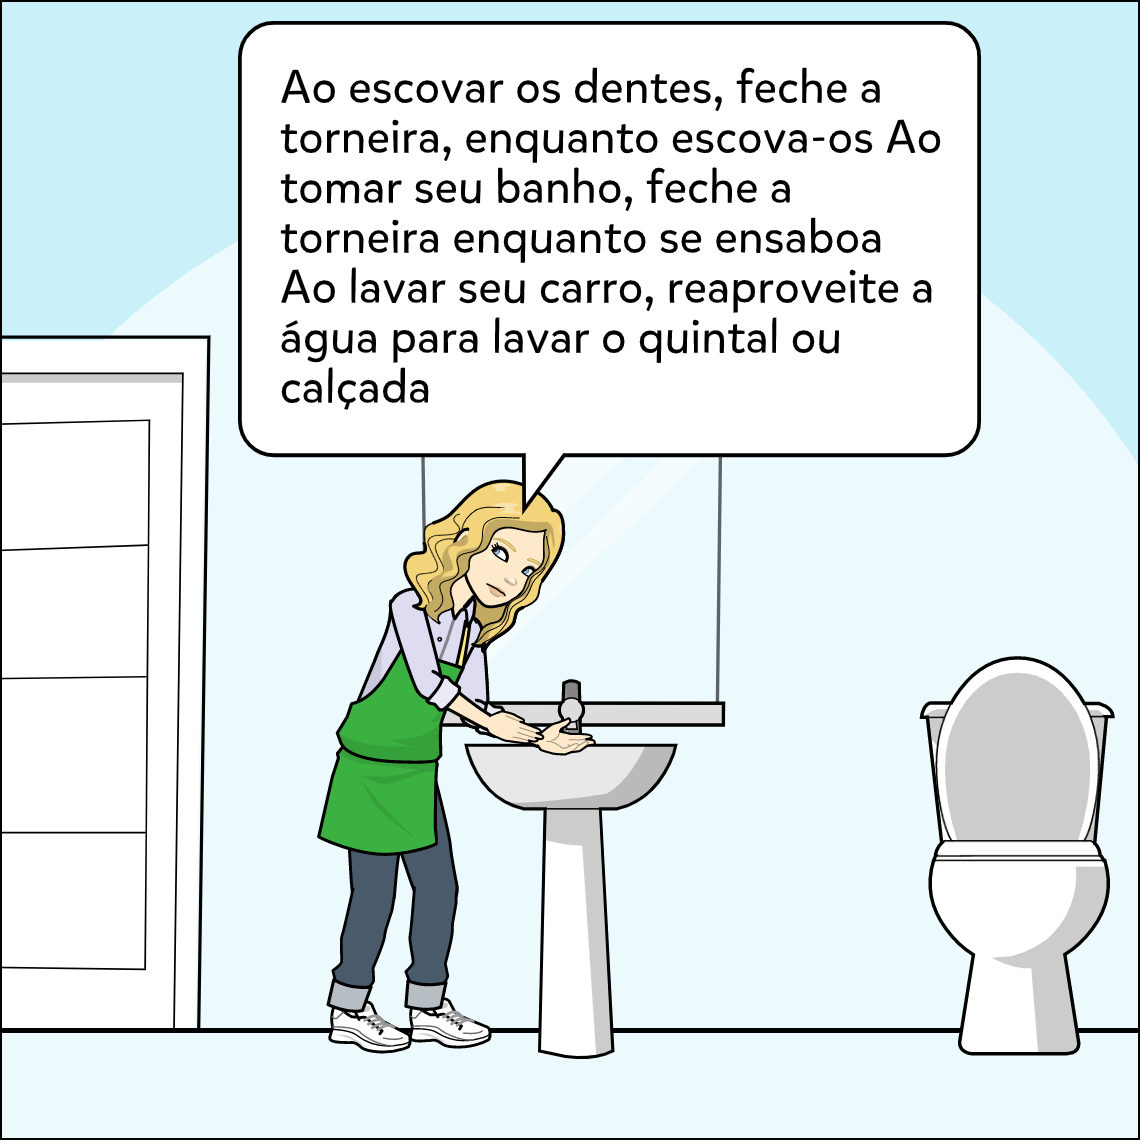 Ao escovar os dentes, feche a
torneira, enquanto escova-os Ao
tomar seu banho, feche a
torneira enquanto se ensaboa
Ao lavar seu carro, reaproveite a
água para lavar o quintal ou
calçada